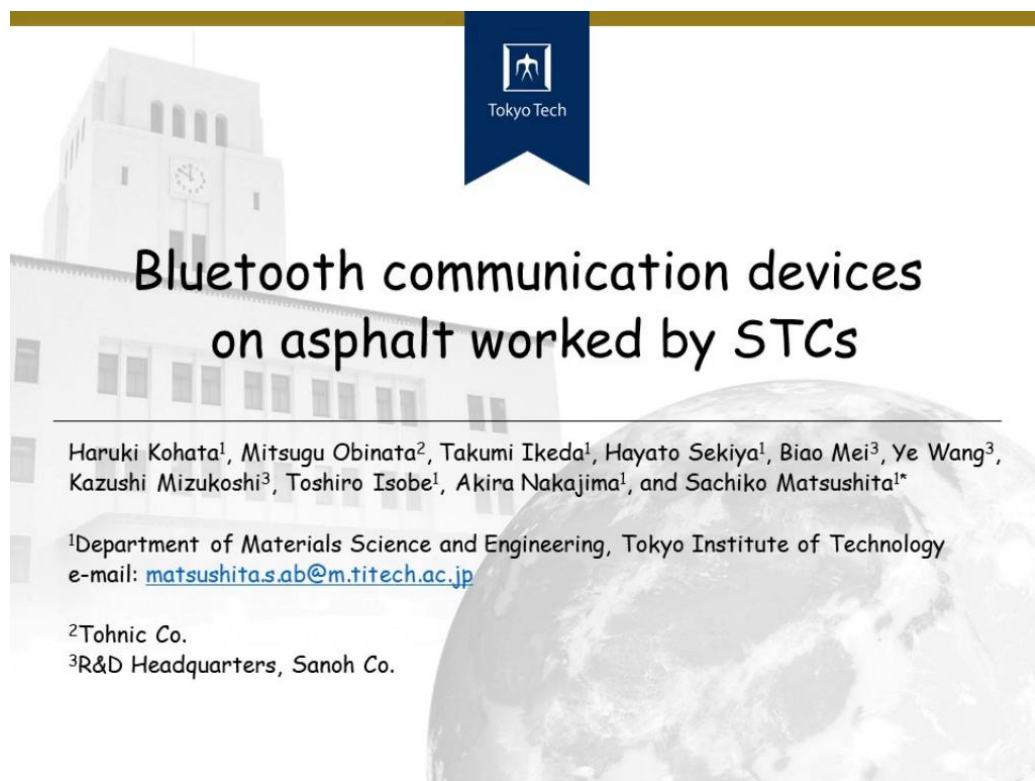 Tokyo Tech
Bluetooth communication devices
on asphalt worked by STCs
Haruki Kohata¹, Mitsugu Obinata², Takumi Ikeda¹, Hayato Sekiya¹, Biao Mei³, Ye Wang³,
Kazushi Mizukoshi³, Toshiro Isobe¹, Akira Nakajima¹, and Sachiko Matsushita¹*
¹Department of Materials Science and Engineering, Tokyo Institute of Technology
e-mail: matsushita.s.ab@m.titech.ac.jp
²Tohnic Co.
³R&D Headquarters, Sanoh Co.